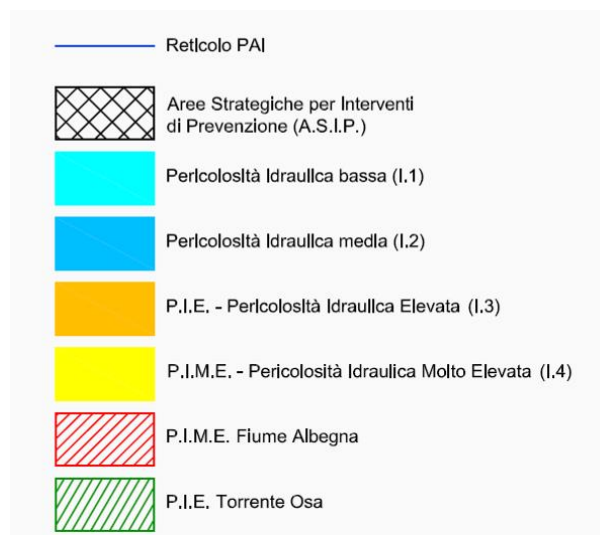 Reticolo PAI
Aree Strategiche per Interventi
di Prevenzione (A.S.I.P.)
Pericolosità Idraulica bassa (I.1)
Pericolosità Idraulica media (I.2)
P.I.E. - Pericolosità Idraulica Elevata (I.3)
P.I.M.E. - Pericolosità Idraulica Molto Elevata (I.4)
P.I.M.E. Fiume Albegna
P.I.E. Torrente Osa